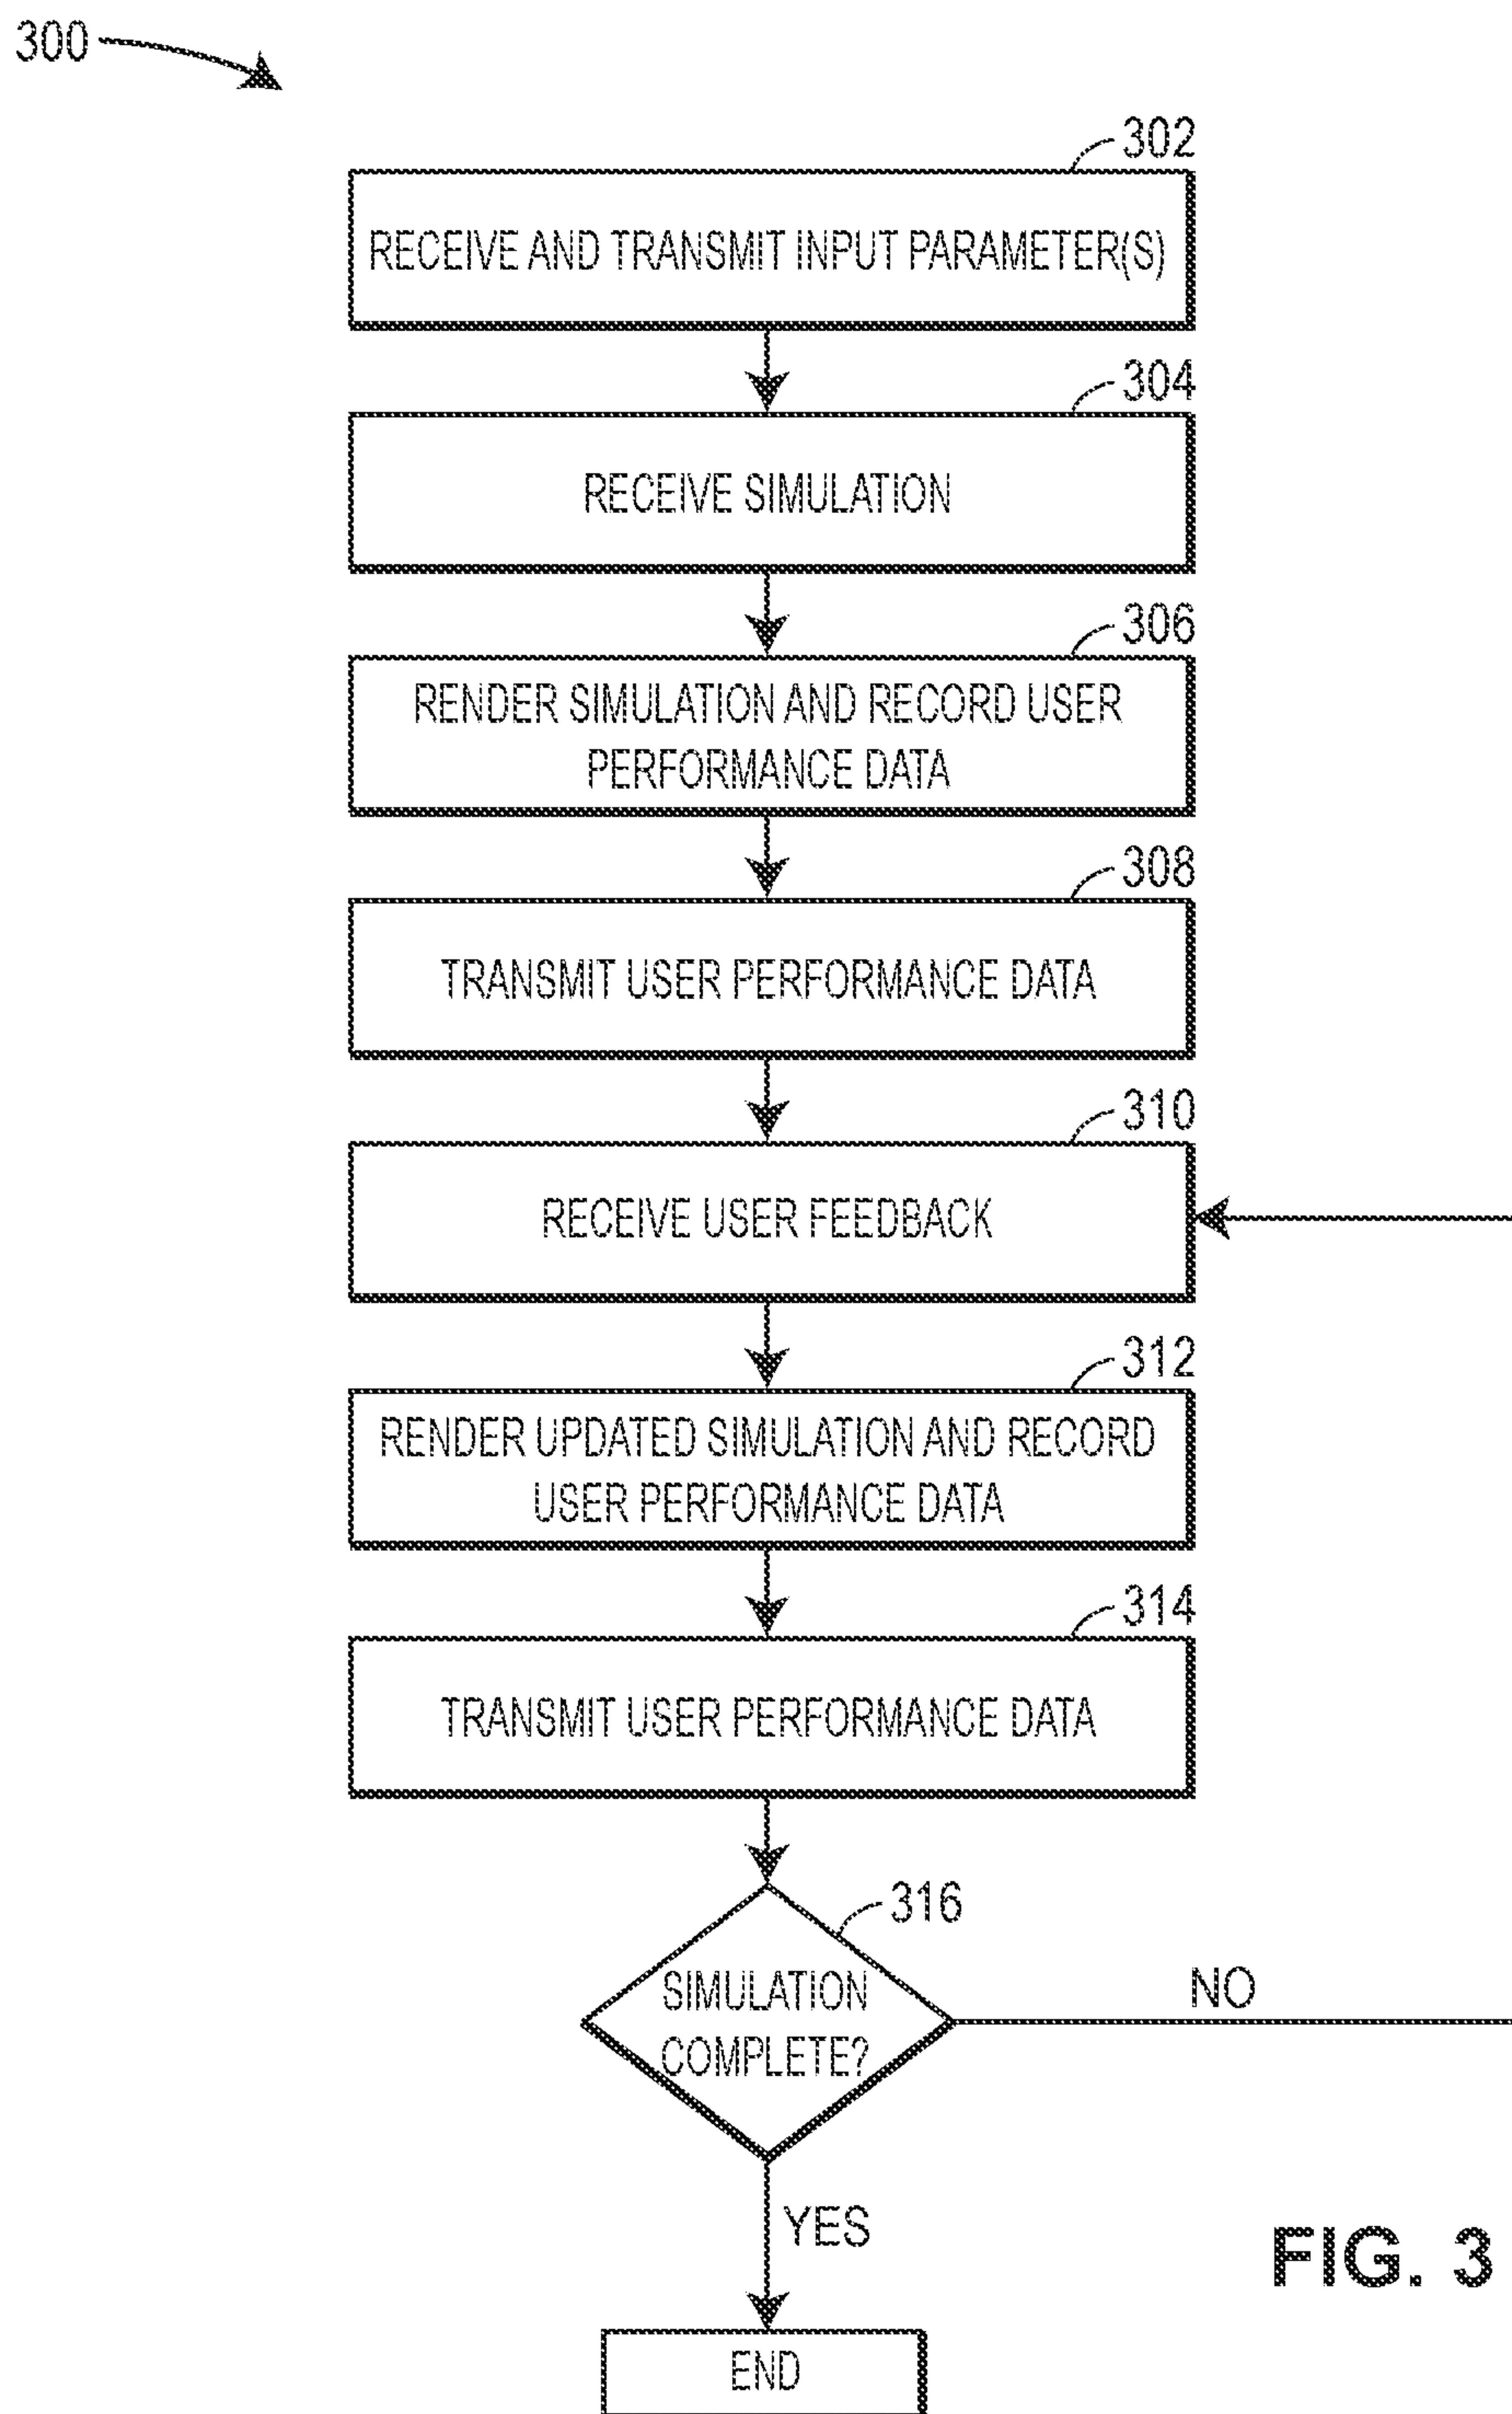 300
302
RECEIVE AND TRANSMIT INPUT PARAMETER(S)
304
RECEIVE SIMULATION
306
RENDER SIMULATION AND RECORD USER
PERFORMANCE DATA
308
TRANSMIT USER PERFORMANCE DATA
310
RECEIVE USER FEEDBACK
312
RENDER UPDATED SIMULATION AND RECORD
USER PERFORMANCE DATA
314
TRANSMIT USER PERFORMANCE DATA
316
SIMULATION
COMPLETE?
NO
YES
END
FIG. 3